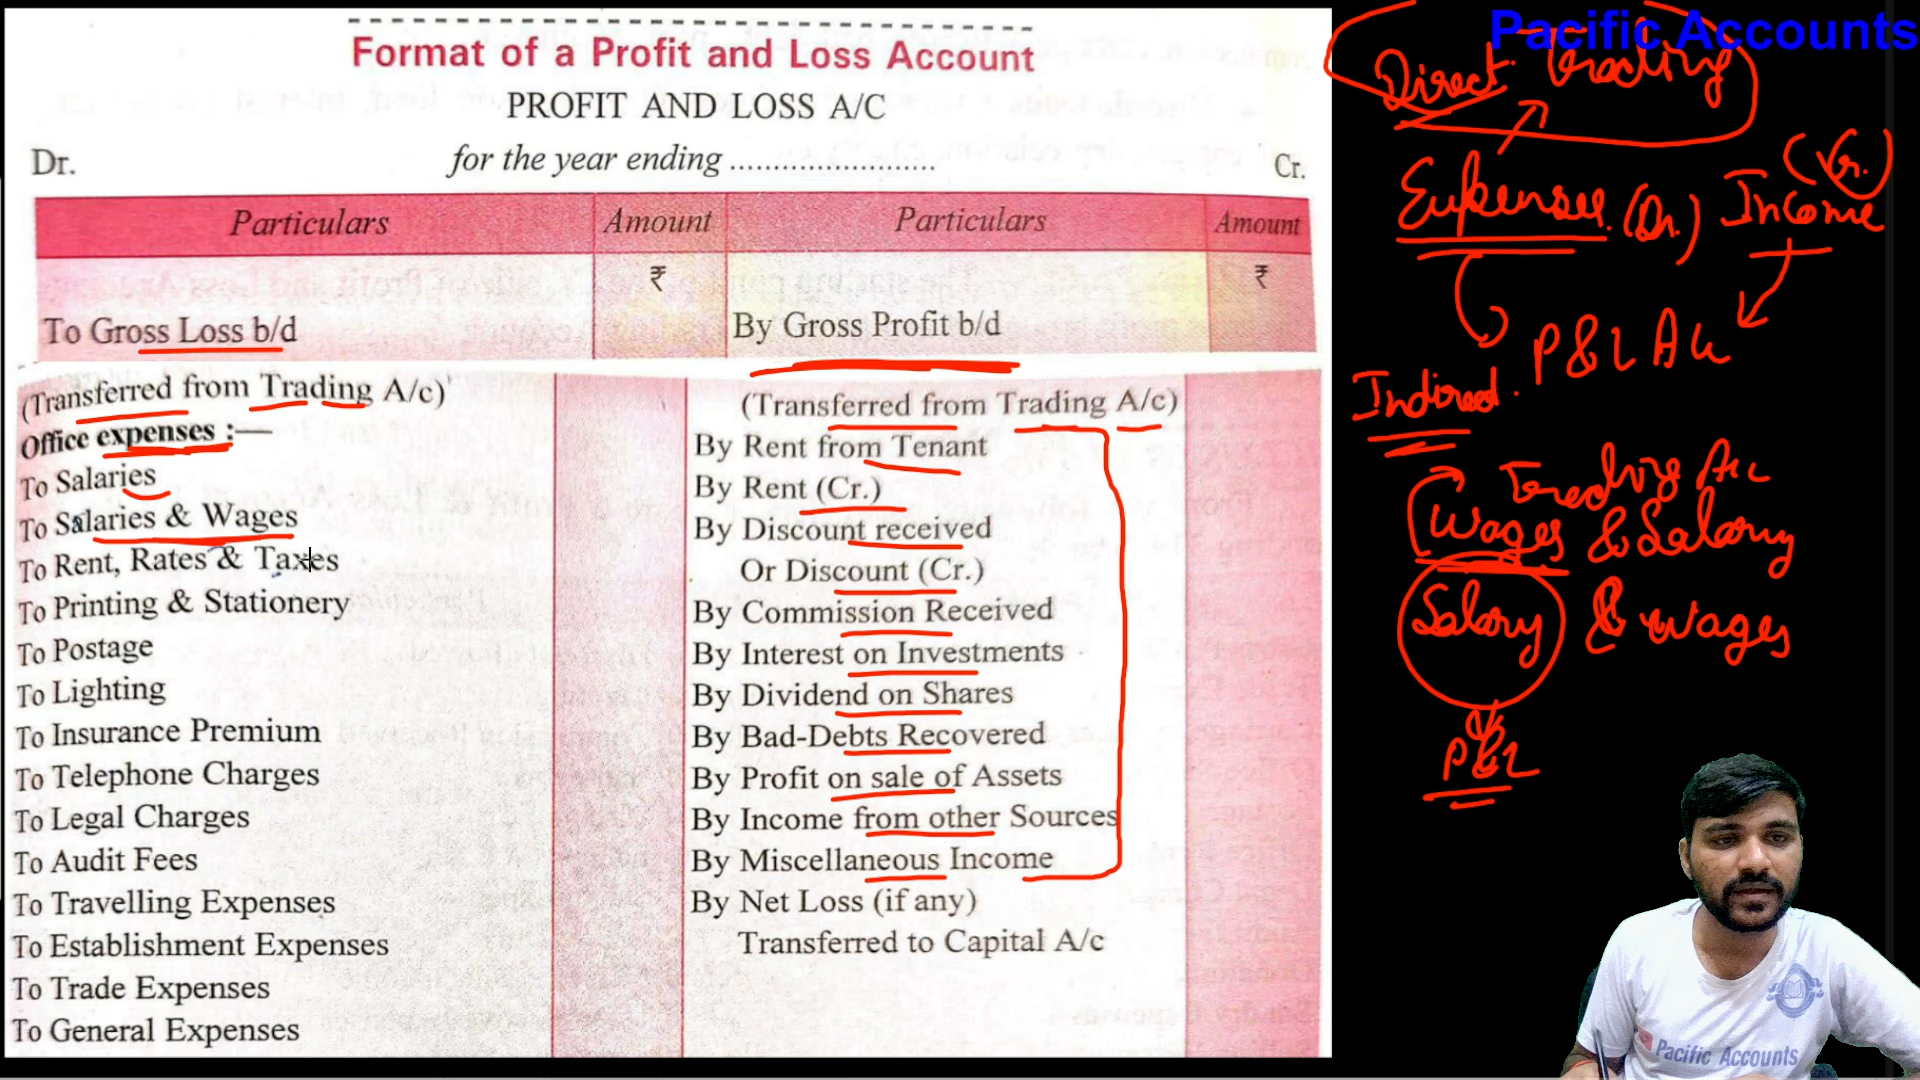 Format of a Profit and Loss Account
PROFIT AND LOSS A/C
Dr.
for the year ending .......................
Cr.
Particulars Amount Particulars Amount
₹ ₹
To Gross Loss b/d
(Transferred from Trading A/c)
Office expenses :—
To Salaries
To Salaries & Wages
To Rent, Rates & Taxes
To Printing & Stationery
To Postage
To Lighting
To Insurance Premium
To Telephone Charges
To Legal Charges
To Audit Fees
To Travelling Expenses
To Establishment Expenses
To Trade Expenses
To General Expenses
By Gross Profit b/d
(Transferred from Trading A/c)
By Rent from Tenant
By Rent (Cr.)
By Discount received
Or Discount (Cr.)
By Commission Received
By Interest on Investments
By Dividend on Shares
By Bad-Debts Recovered
By Profit on sale of Assets
By Income from other Sources
By Miscellaneous Income
By Net Loss (if any)
Transferred to Capital A/c
Pacific Accounts
Direct Trading
(Cr.)
Expenses (Dr.) Income
P & L A/c
Indirect.
Trading A/c
Wages & Salary
Salary & Wages
P&L
Pacific Accounts